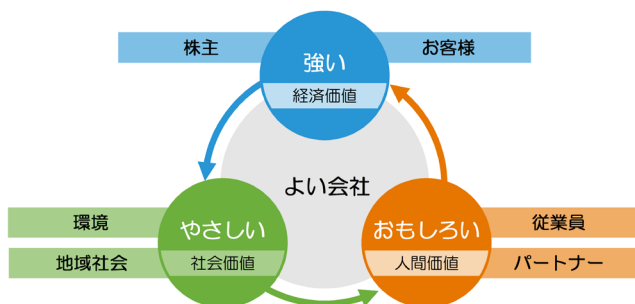 株主
お客様
強い
経済価値
よい会社
環境
地域社会
やさしい
社会価値
おもしろい
人間価値
従業員
パートナー